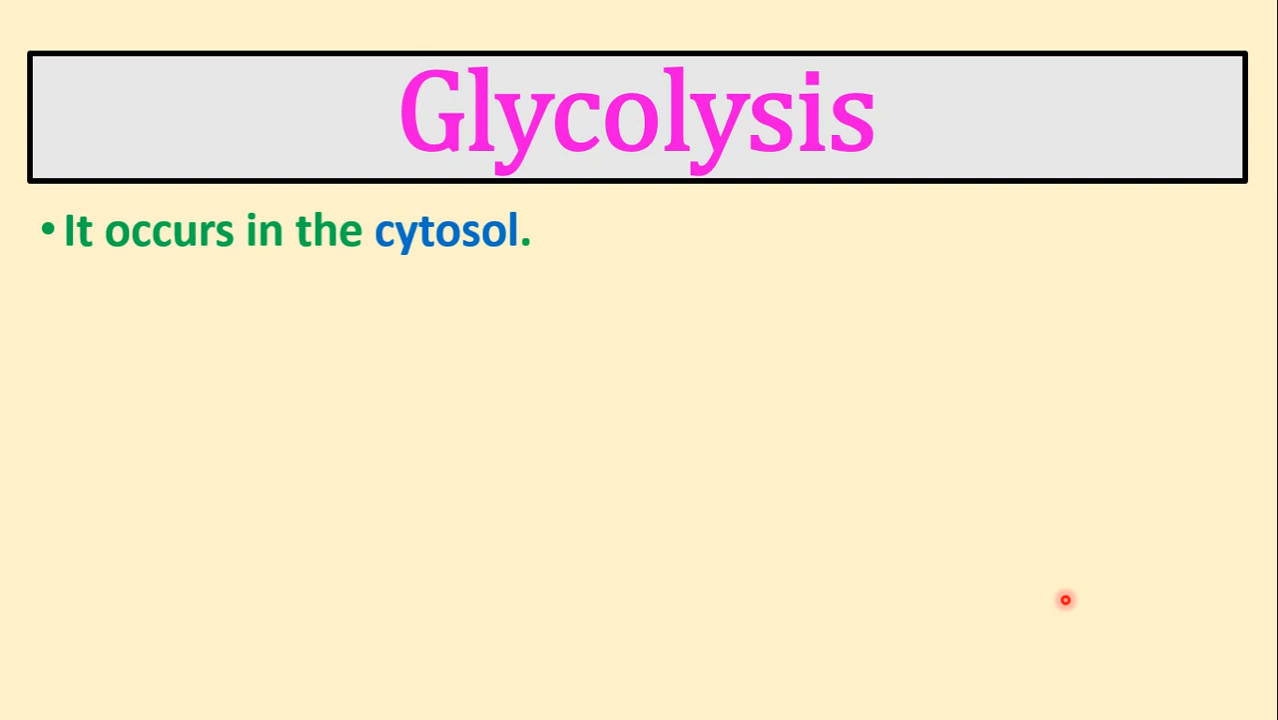 Glycolysis
• It occurs in the cytosol.